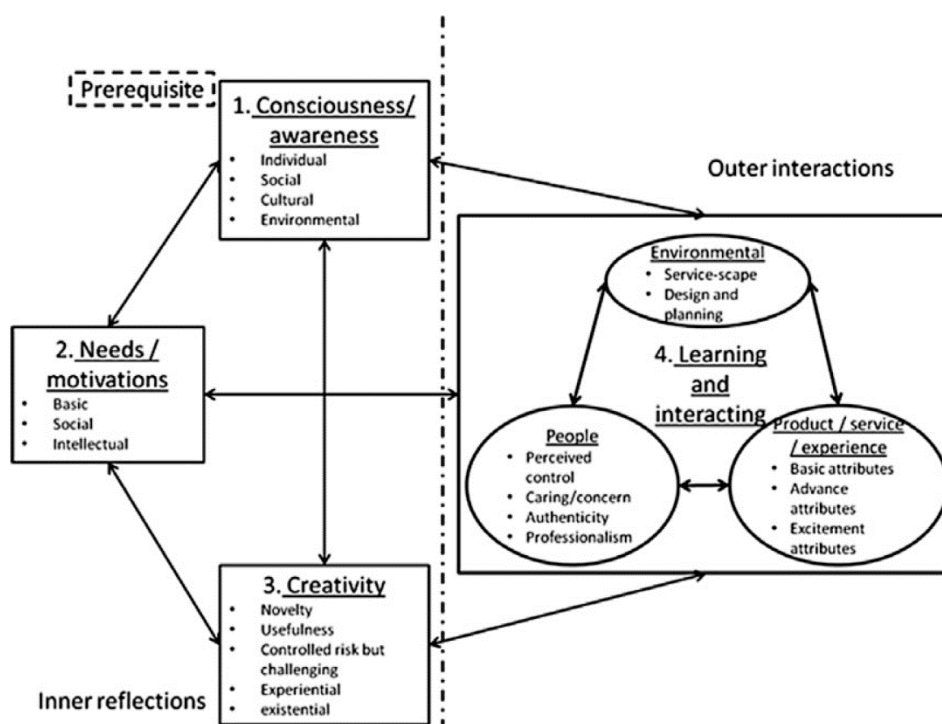 Prerequisite
1. Consciousness/
awareness
• Individual
• Social
• Cultural
• Environmental
Outer interactions
Environmental
• Service-scape
• Design and
planning
2. Needs /
motivations
• Basic
• Social
• Intellectual
4. Learning
and
interacting
People
• Perceived
control
• Caring/concern
• Authenticity
• Professionalism
Product / service
/ experience
• Basic attributes
• Advance
attributes
• Excitement
attributes
3. Creativity
• Novelty
• Usefulness
• Controlled risk but
challenging
• Experiential
• existential
Inner reflections